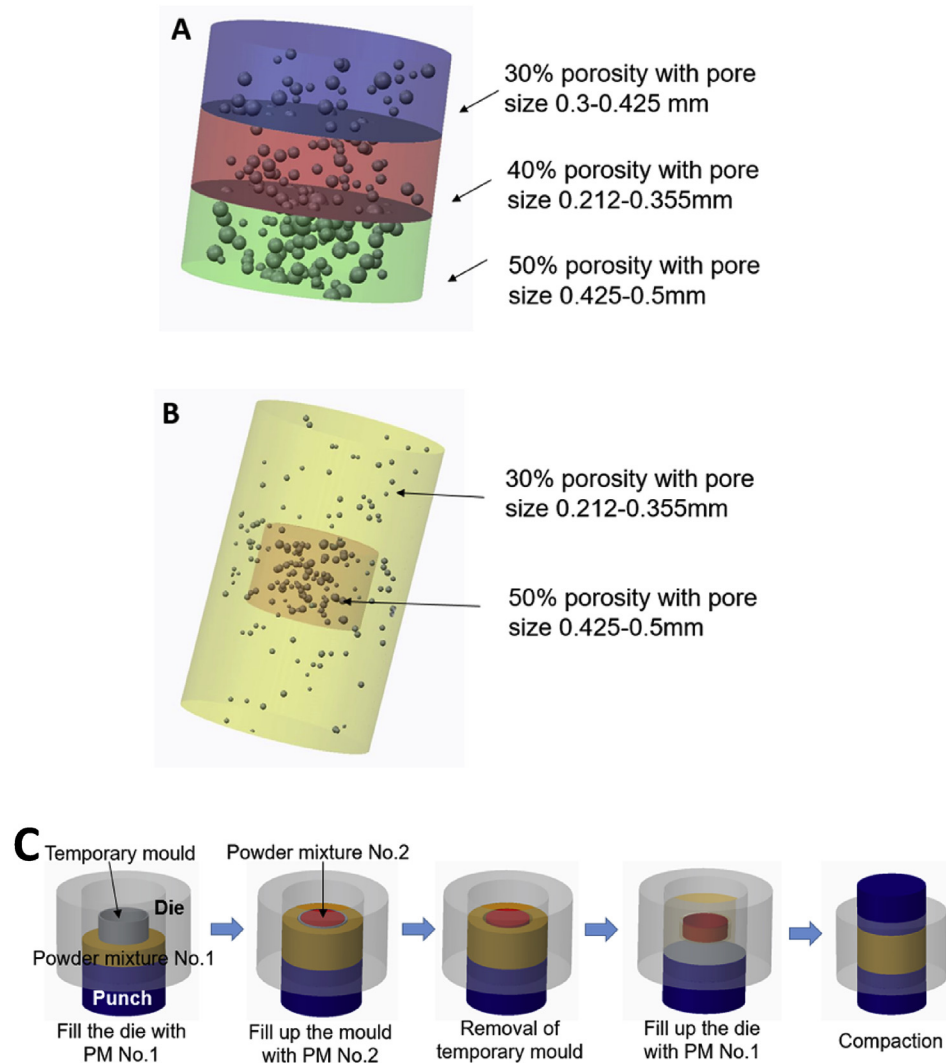 A
30% porosity with pore
size 0.3-0.425 mm
40% porosity with pore
size 0.212-0.355mm
50% porosity with pore
size 0.425-0.5mm
B
30% porosity with pore
size 0.212-0.355mm
50% porosity with pore
size 0.425-0.5mm
C
Temporary mould
Powder mixture No.2
Die
Powder mixture No.1
Punch
Fill the die with
PM No.1
Fill up the mould
with PM No.2
Removal of
temporary mould
Fill up the die
with PM No.1
Compaction